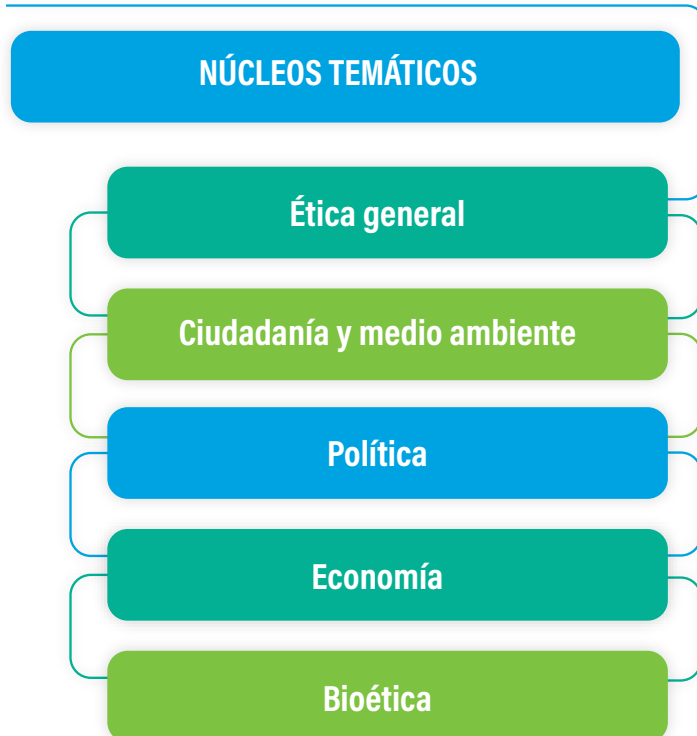 NÚCLEOS TEMÁTICOS
Ética general
Ciudadanía y medio ambiente
Política
Economía
Bioética